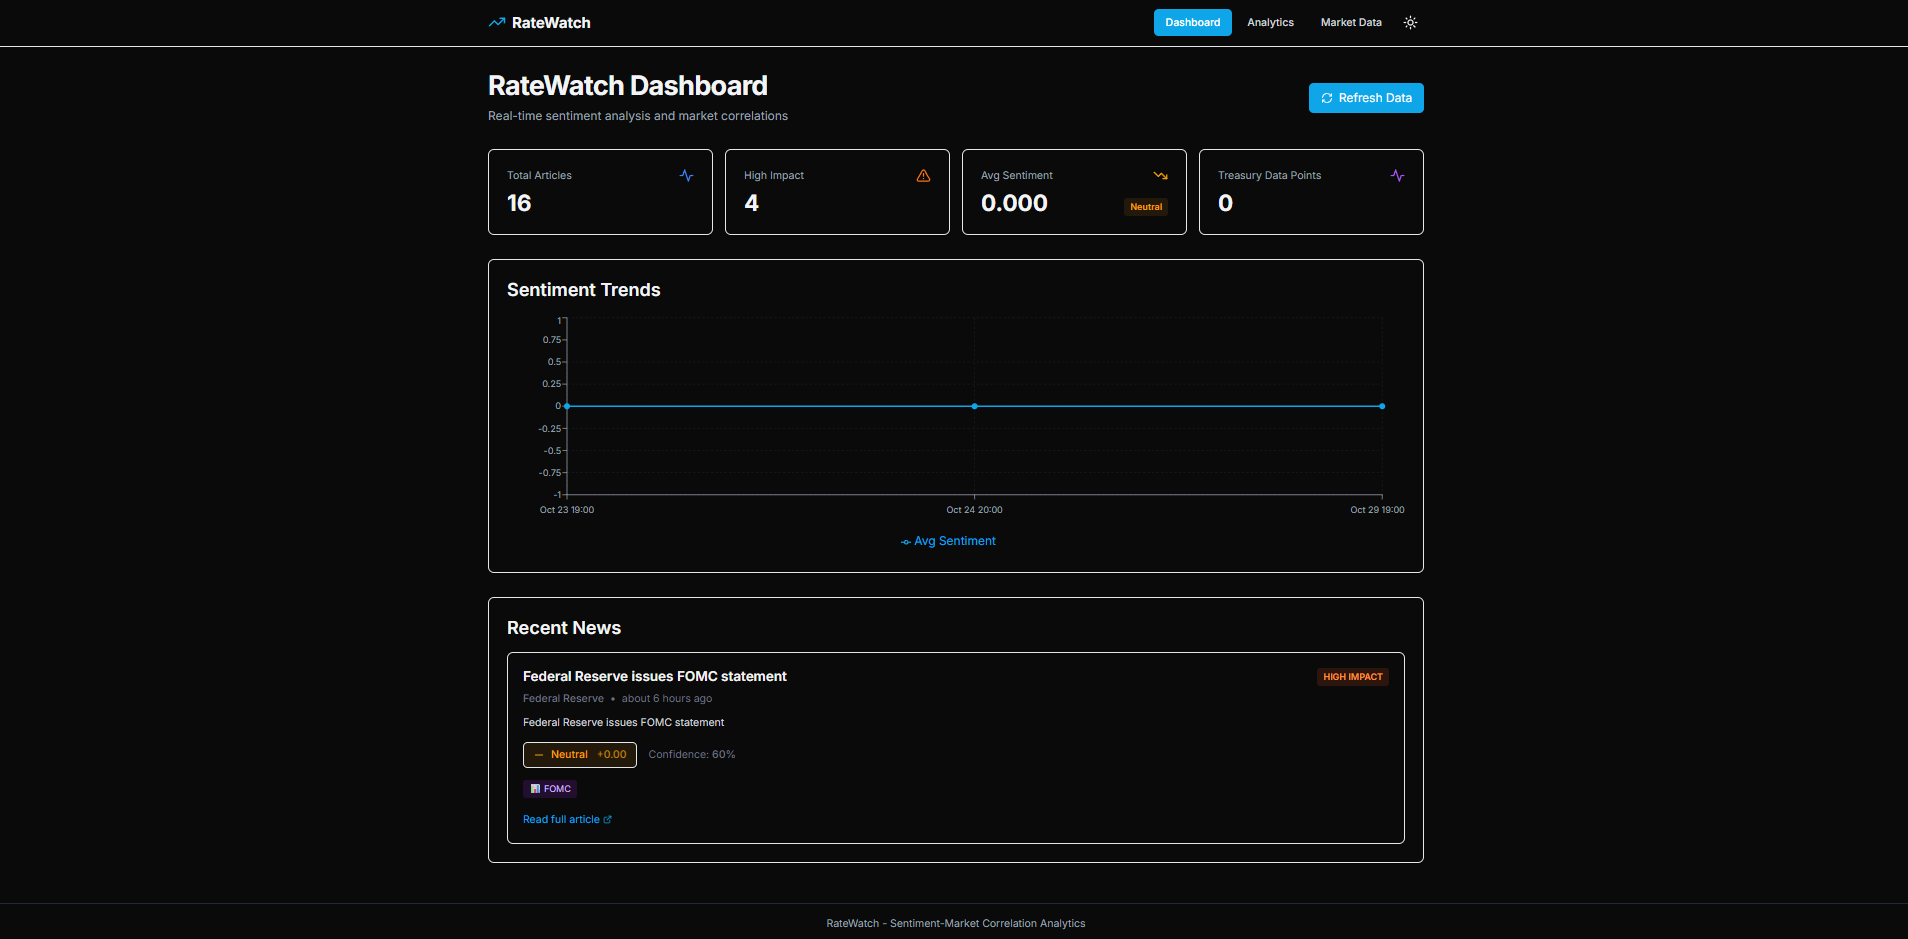 RateWatch
Dashboard Analytics Market Data
RateWatch Dashboard
Real-time sentiment analysis and market correlations
Refresh Data
Total Articles
16
High Impact
4
Avg Sentiment
0.000
Neutral
Treasury Data Points
0
Sentiment Trends
1
0.75
0.5
0.25
0
-0.25
-0.5
-0.75
-1
Oct 23 19:00 Oct 24 20:00 Oct 29 19:00
Avg Sentiment
Recent News
Federal Reserve issues FOMC statement
HIGH IMPACT
Federal Reserve • about 6 hours ago
Federal Reserve issues FOMC statement
Neutral +0.00 Confidence: 60%
FOMC
Read full article
RateWatch - Sentiment-Market Correlation Analytics